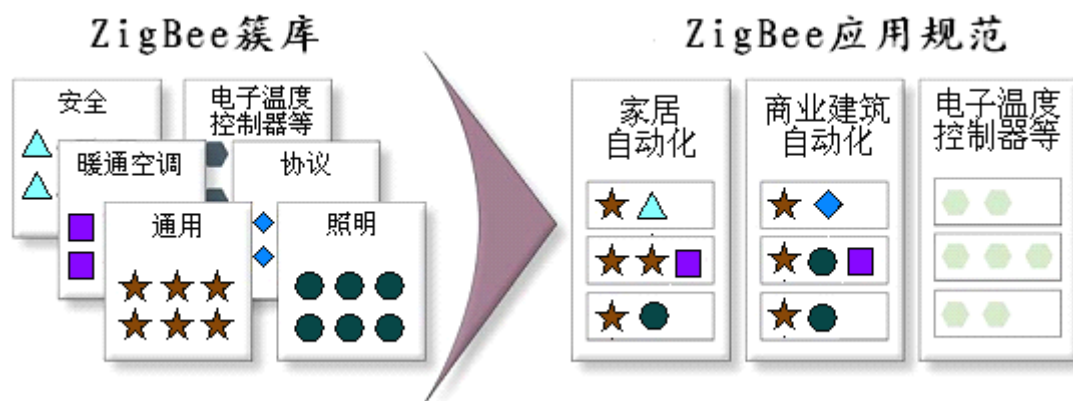 ZigBee簇库
ZigBee应用规范
安全
电子温度
控制器等
暖通空调
协议
通用
照明
家居
自动化
商业建筑
自动化
电子温度
控制器等